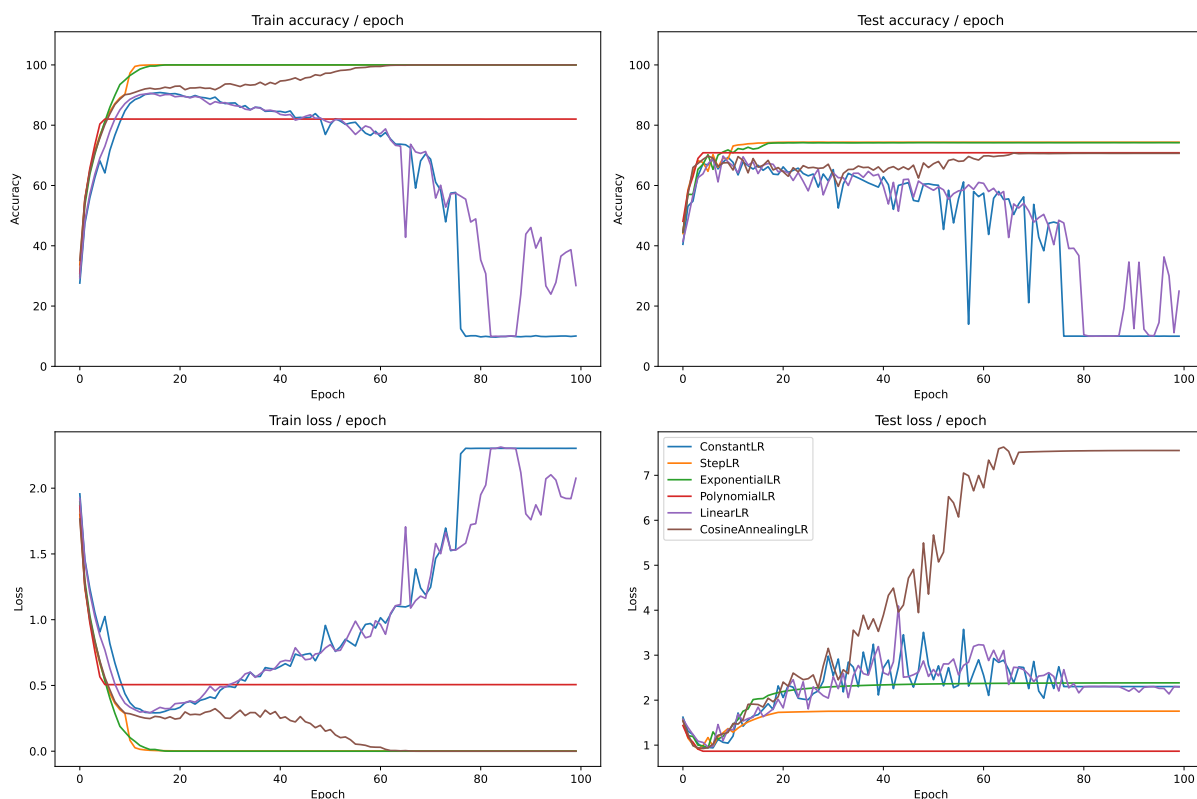 Train accuracy / epoch
Accuracy
100
80
60
40
20
0
0 20 40 60 80 100
Epoch
Test accuracy / epoch
Accuracy
100
80
60
40
20
0
0 20 40 60 80 100
Epoch
Train loss / epoch
Loss
2.0
1.5
1.0
0.5
0.0
0 20 40 60 80 100
Epoch
Test loss / epoch
Loss
7
6
5
4
3
2
1
0 20 40 60 80 100
Epoch
ConstantLR
StepLR
ExponentialLR
PolynomialLR
LinearLR
CosineAnnealingLR